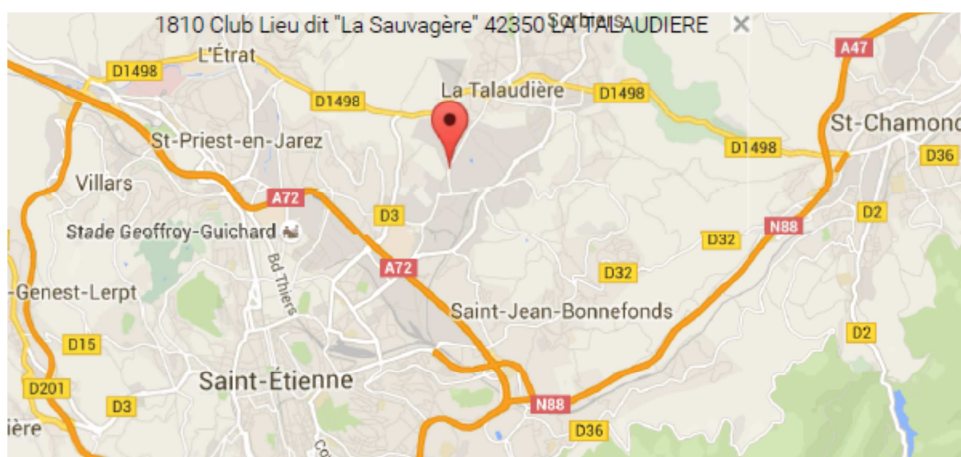 1810 Club Lieu dit "La Sauvagère" 42350 LA TALAUDIERE
Sorbiers
L'Étrat
A47
D1498
La Talaudière
D1498
D1498
St-Chamond
St-Priest-en-Jarez
D1498
D36
Villars
A72
D3
D2
Stade Geoffroy-Guichard
N88
D32
A72
D32
Bd Thiers
-Genest-Lerpt
Saint-Jean-Bonnefonds
D15
D2
Saint-Étienne
D201
D3
N88
ière
D36